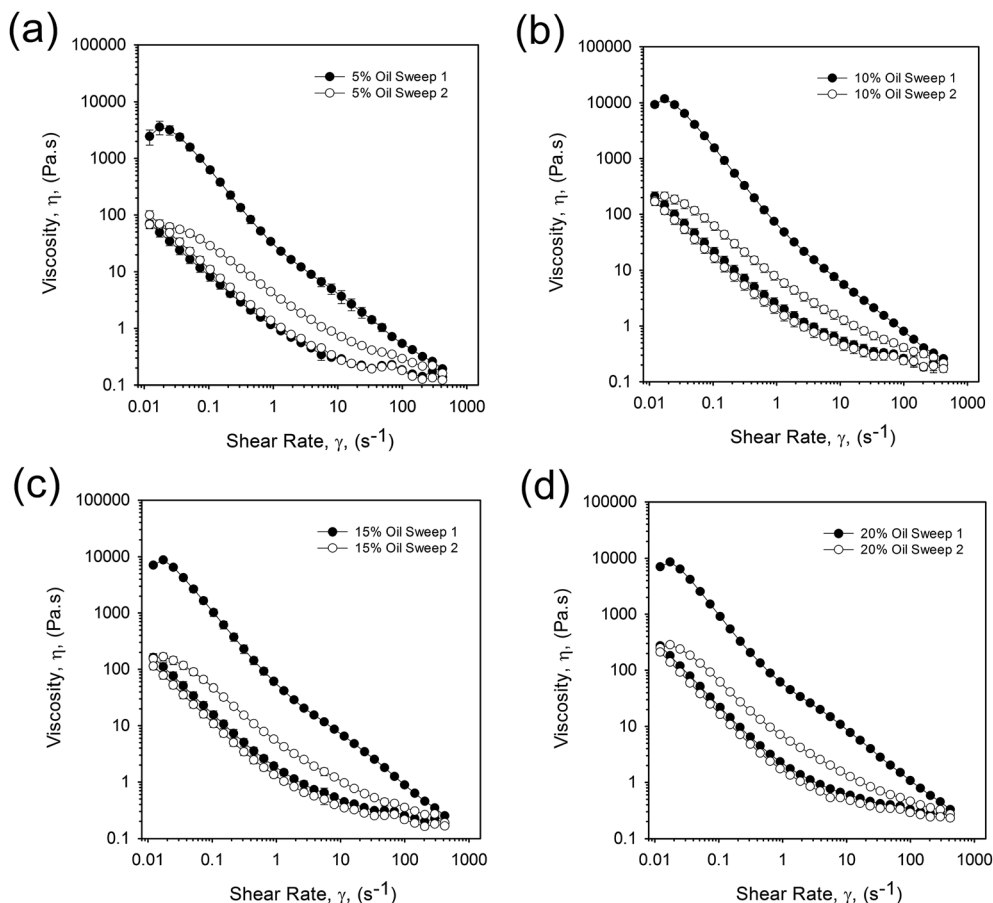 (a)
100000
10000
1000
100
10
1
0.1
Viscosity, η, (Pa.s)
5% Oil Sweep 1
5% Oil Sweep 2
0.01 0.1 1 10 100 1000
Shear Rate, γ, (s-1)
(b)
100000
10000
1000
100
10
1
0.1
Viscosity, η, (Pa.s)
10% Oil Sweep 1
10% Oil Sweep 2
0.01 0.1 1 10 100 1000
Shear Rate, γ, (s-1)
(c)
100000
10000
1000
100
10
1
0.1
Viscosity, η, (Pa.s)
15% Oil Sweep 1
15% Oil Sweep 2
0.01 0.1 1 10 100 1000
Shear Rate, γ, (s-1)
(d)
100000
10000
1000
100
10
1
0.1
Viscosity, η, (Pa.s)
20% Oil Sweep 1
20% Oil Sweep 2
0.01 0.1 1 10 100 1000
Shear Rate, γ, (s-1)